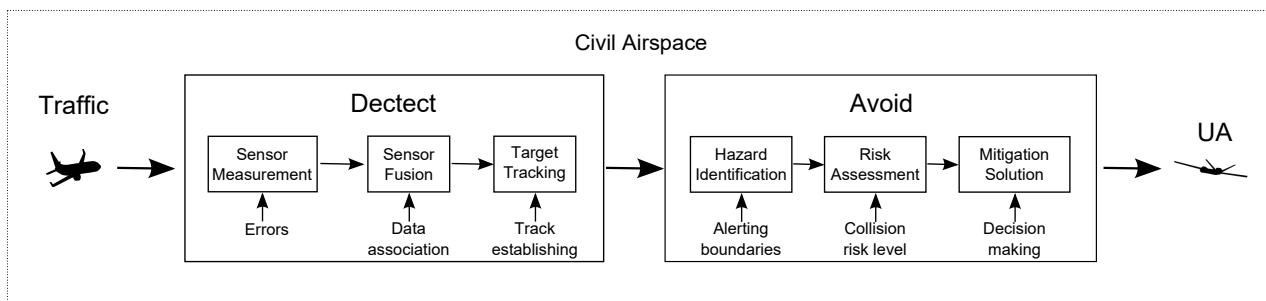 Civil Airspace
Traffic
Dectect
Sensor
Measurement
Sensor
Fusion
Target
Tracking
Errors
Data
association
Track
establishing
Avoid
Hazard
Identification
Risk
Assessment
Mitigation
Solution
Alerting
boundaries
Collision
risk level
Decision
making
UA